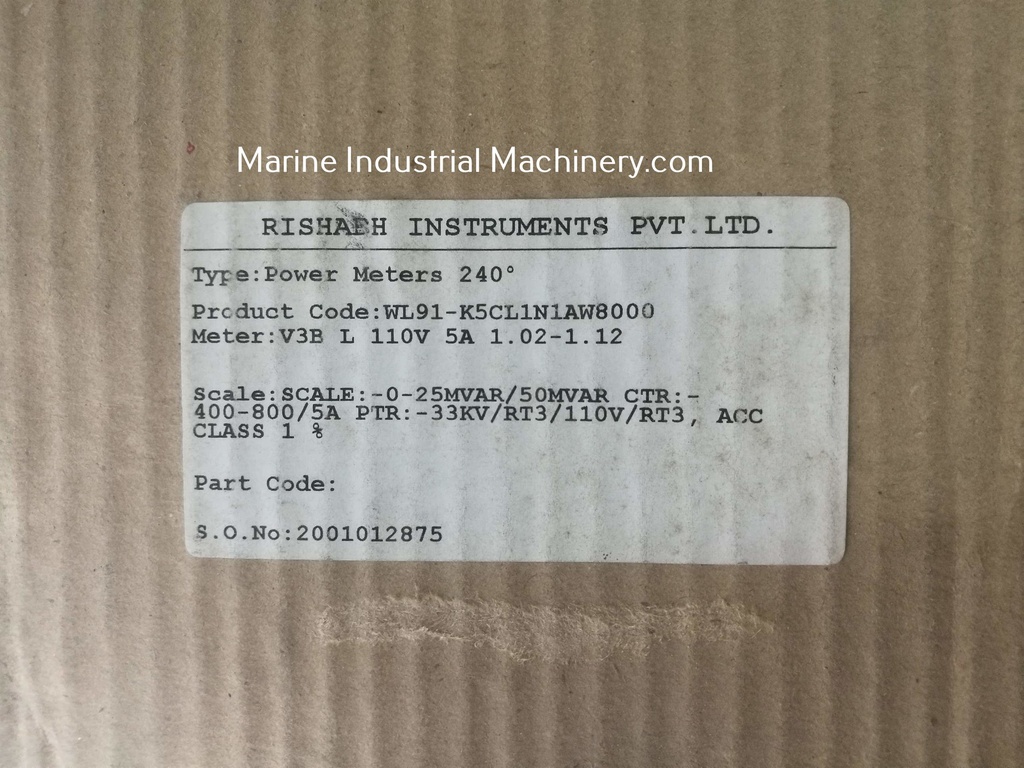 Marine Industrial Machinery.com
RISHABH INSTRUMENTS PVT.LTD.
Type:Power Meters 240°
Product Code:WL91-K5CL1N1AW8000
Meter:V3B L 110V 5A 1.02-1.12
Scale:SCALE:-0-25MVAR/50MVAR CTR:-
400-800/5A PTR:-33KV/RT3/110V/RT3, ACC
CLASS 1 %
Part Code:
S.O.No:2001012875